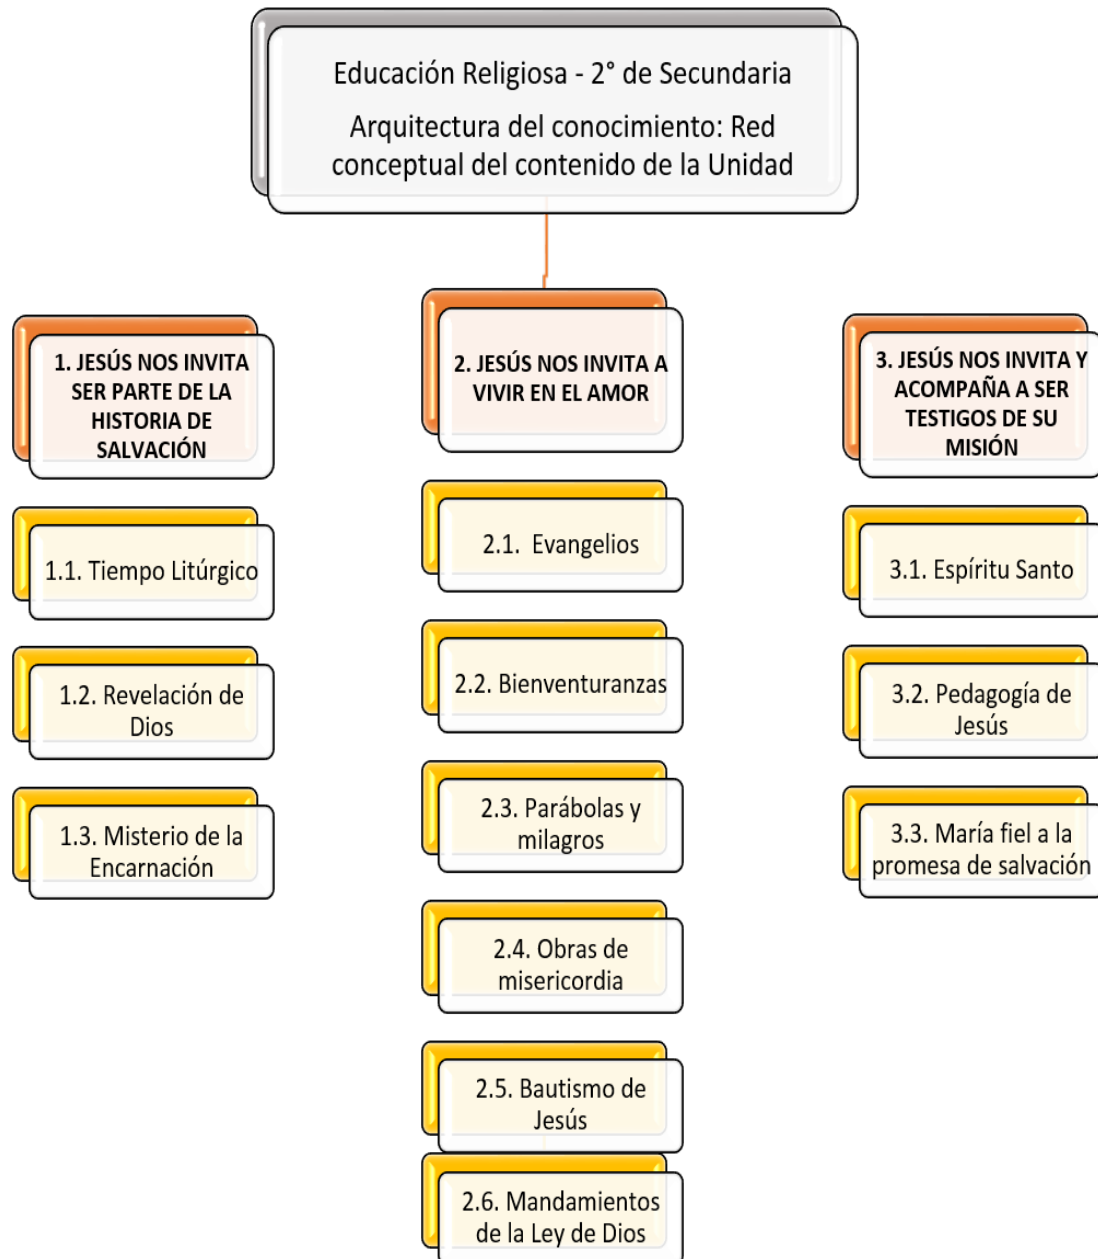 Educación Religiosa - 2° de Secundaria
Arquitectura del conocimiento: Red
conceptual del contenido de la Unidad
1. JESÚS NOS INVITA
SER PARTE DE LA
HISTORIA DE
SALVACIÓN
1.1. Tiempo Litúrgico
1.2. Revelación de
Dios
1.3. Misterio de la
Encarnación
2. JESÚS NOS INVITA A
VIVIR EN EL AMOR
2.1. Evangelios
2.2. Bienventuranzas
2.3. Parábolas y
milagros
2.4. Obras de
misericordia
2.5. Bautismo de
Jesús
2.6. Mandamientos
de la Ley de Dios
3. JESÚS NOS INVITA Y
ACOMPAÑA A SER
TESTIGOS DE SU
MISIÓN
3.1. Espíritu Santo
3.2. Pedagogía de
Jesús
3.3. María fiel a la
promesa de salvación